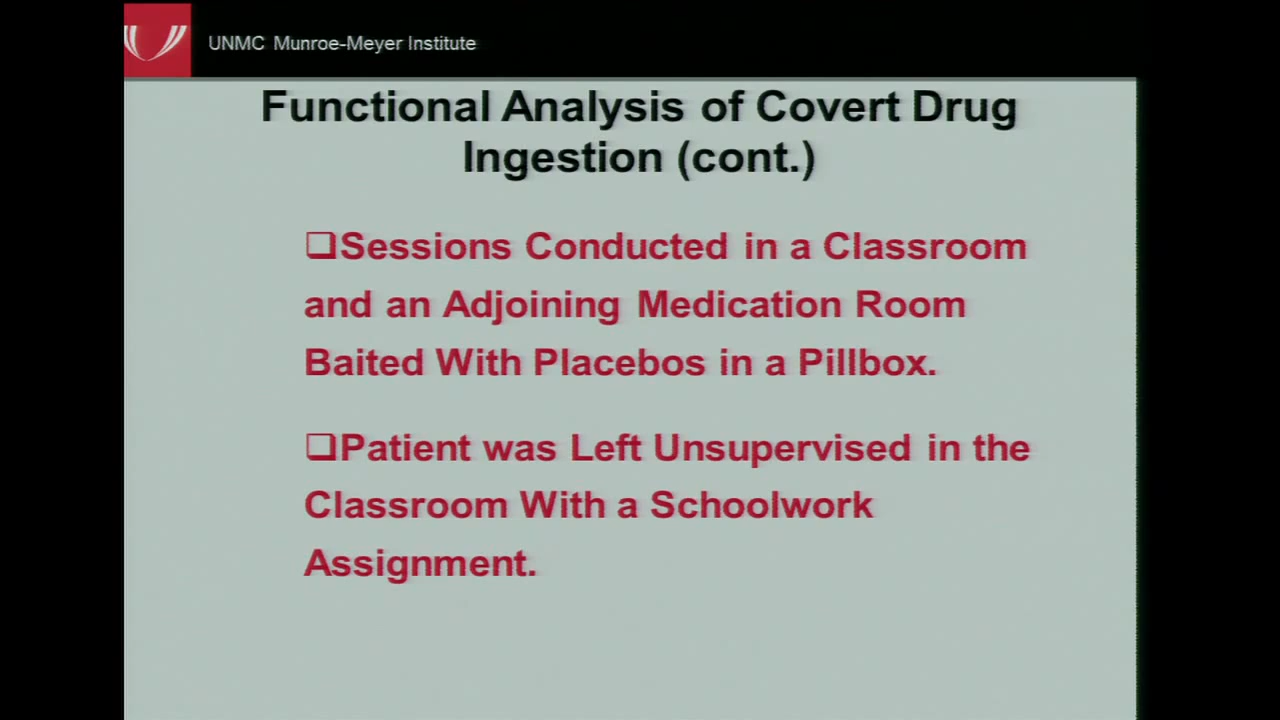 UNMC Munroe-Meyer Institute
Functional Analysis of Covert Drug
Ingestion (cont.)
❑Sessions Conducted in a Classroom
and an Adjoining Medication Room
Baited With Placebos in a Pillbox.
❑Patient was Left Unsupervised in the
Classroom With a Schoolwork
Assignment.